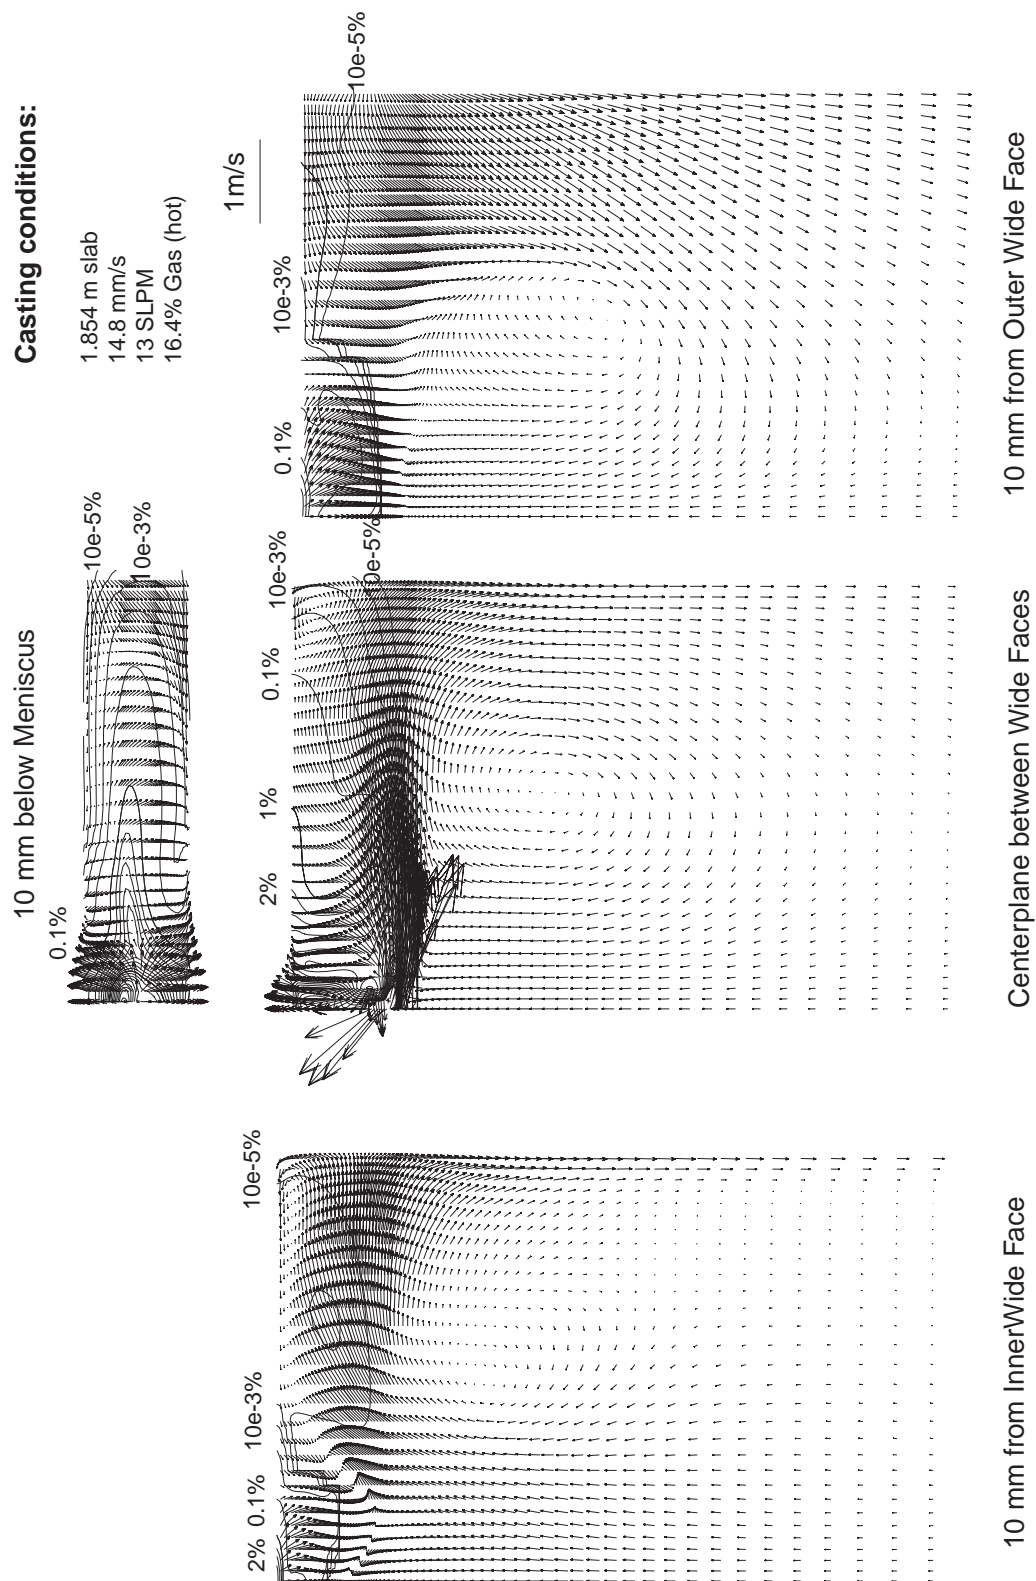 Casting conditions:
1.854 m slab
14.8 mm/s
13 SLPM
16.4% Gas (hot)
1m/s
10 mm below Meniscus
0.1%
10e-5%
10e-3%
10 mm from InnerWide Face
2%
0.1%
10e-3%
10e-5%
Centerplane between Wide Faces
2%
1%
0.1%
10e-3%
0e-5%
10 mm from Outer Wide Face
0.1%
10e-3%
10e-5%